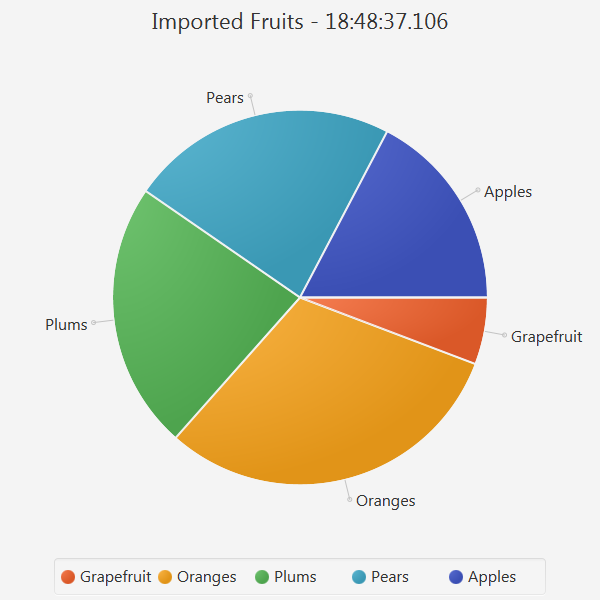 Imported Fruits - 18:48:37.106
Pears
Apples
Plums
Grapefruit
Oranges
Grapefruit Oranges Plums Pears Apples